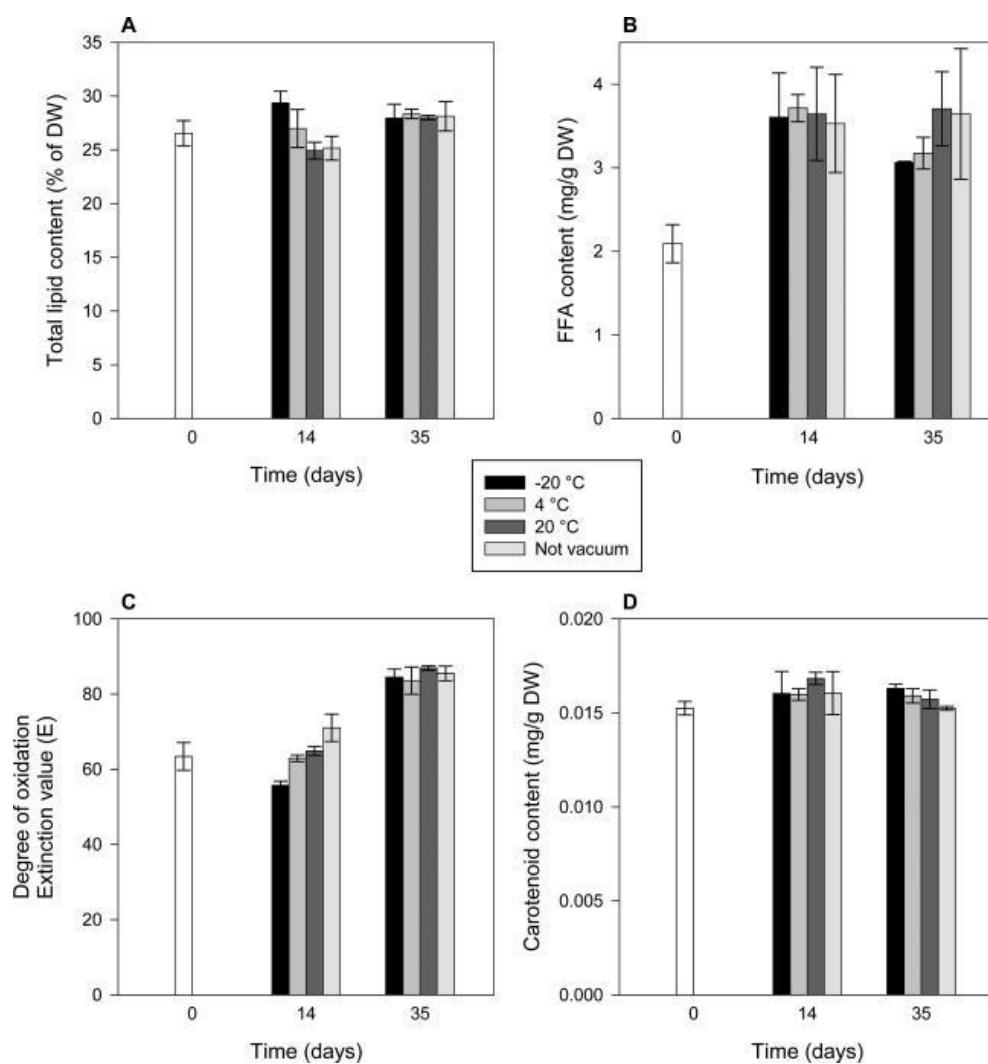 A
35
30
25
20
15
10
5
0
Total lipid content (% of DW)
0
14
35
Time (days)
B
4
3
2
1
0
FFA content (mg/g DW)
0
14
35
Time (days)
-20 °C
4 °C
20 °C
Not vacuum
C
100
80
60
40
20
0
Degree of oxidation
Extinction value (E)
0
14
35
Time (days)
D
0.020
0.015
0.010
0.005
0.000
Carotenoid content (mg/g DW)
0
14
35
Time (days)